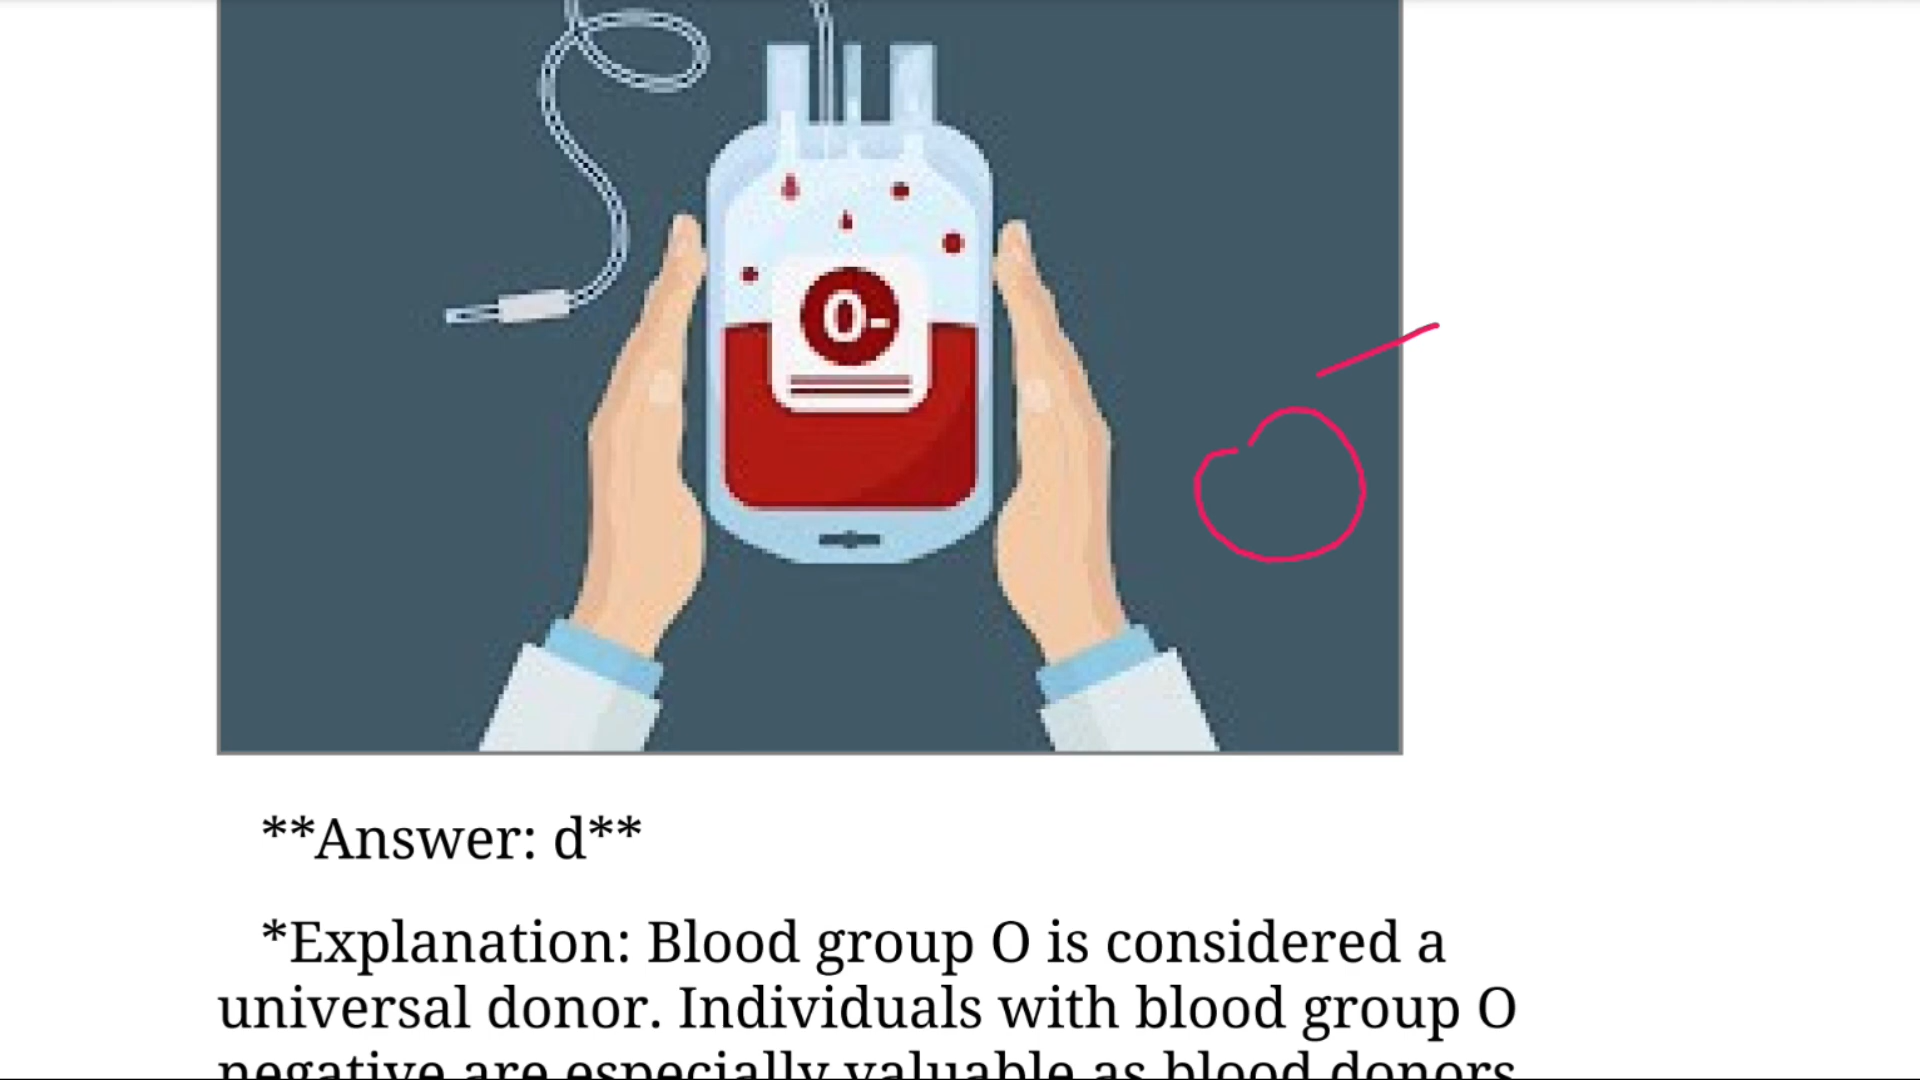 O-
**Answer: d**
*Explanation: Blood group O is considered a
universal donor. Individuals with blood group O
negative are especially valuable as blood donors